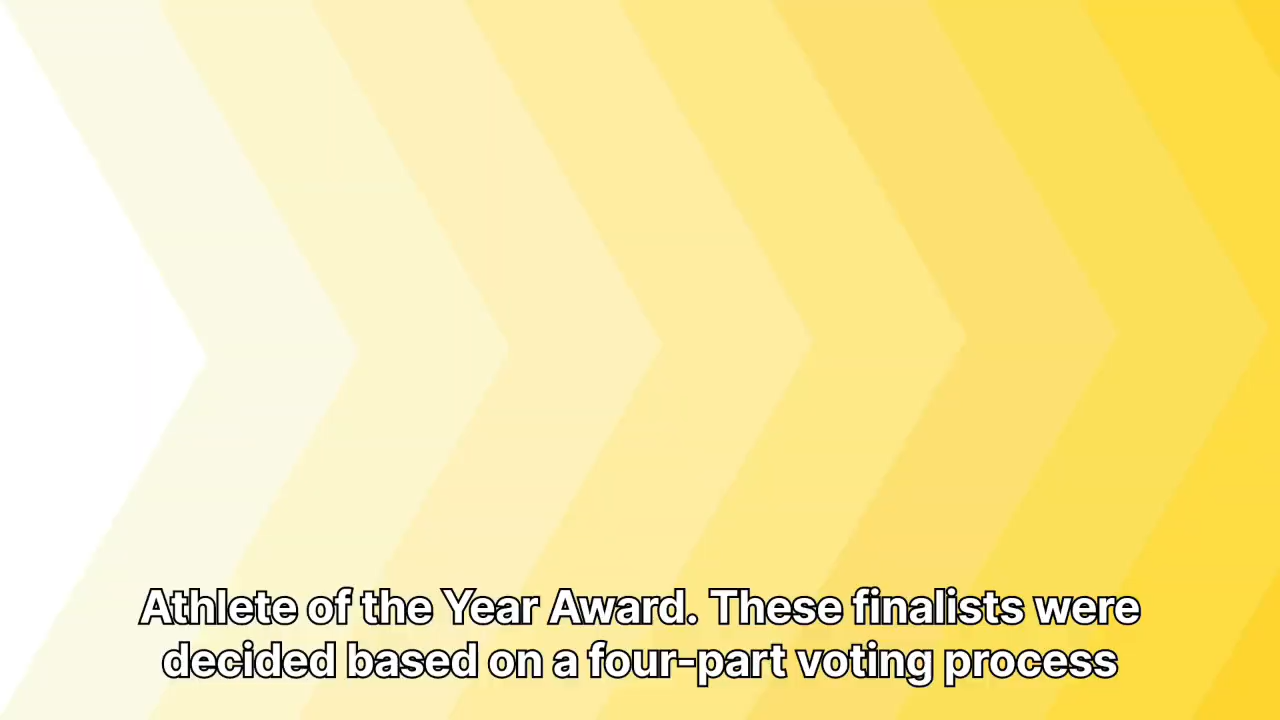 Athlete of the Year Award. These finalists were
decided based on a four-part voting process